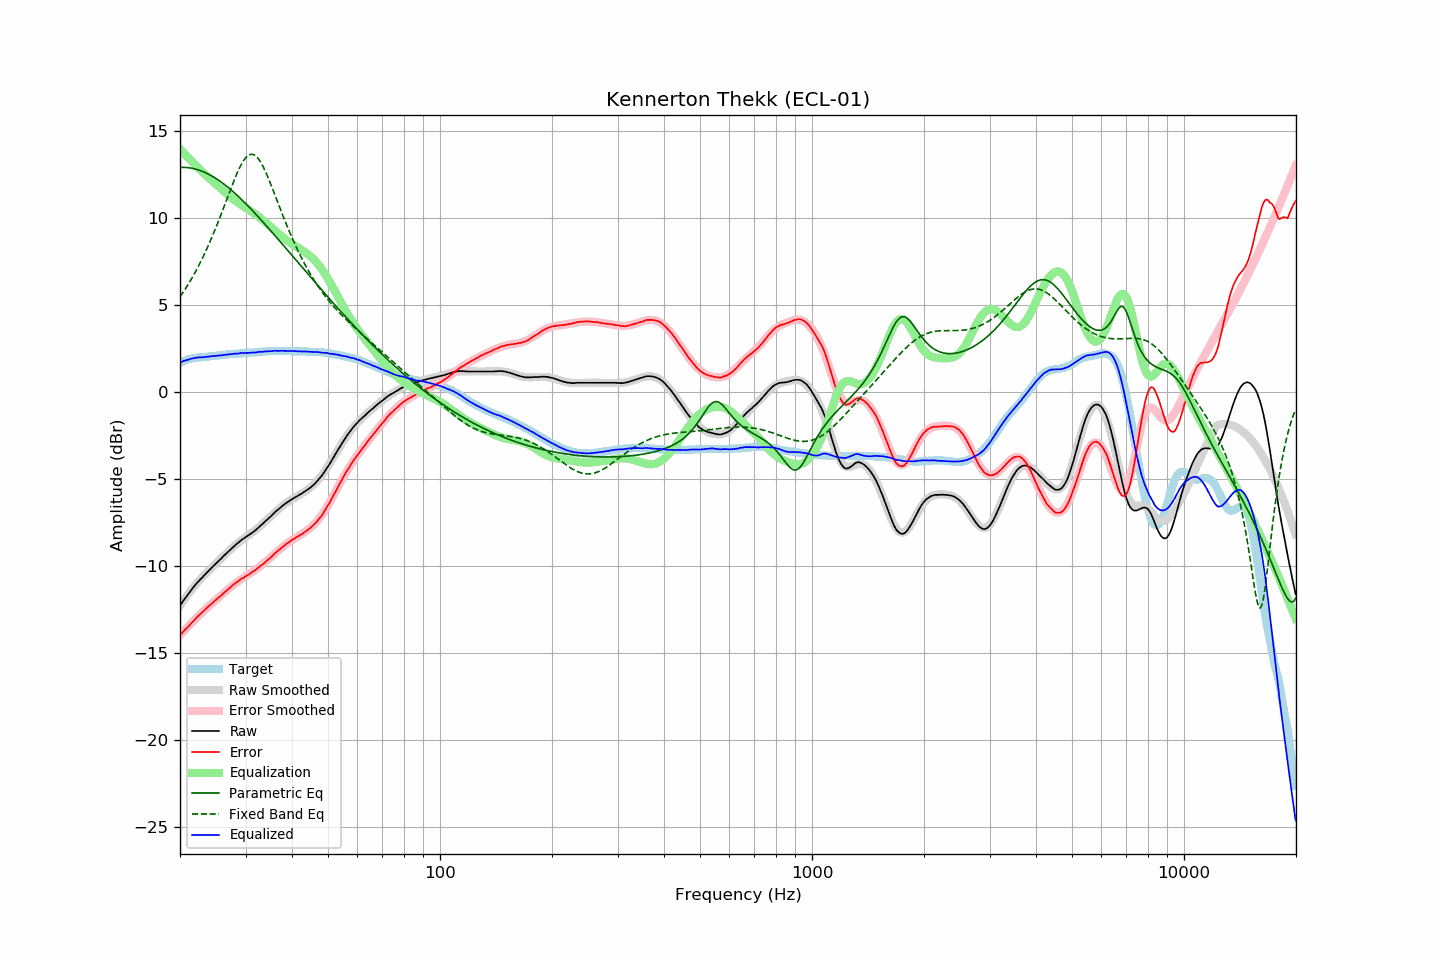 Kennerton Thekk (ECL-01)
15
10
5
0
−5
−10
−15
−20
−25
Amplitude (dBr)
Target
Raw Smoothed
Error Smoothed
Raw
Error
Equalization
Parametric Eq
Fixed Band Eq
Equalized
100 1000 10000
Frequency (Hz)